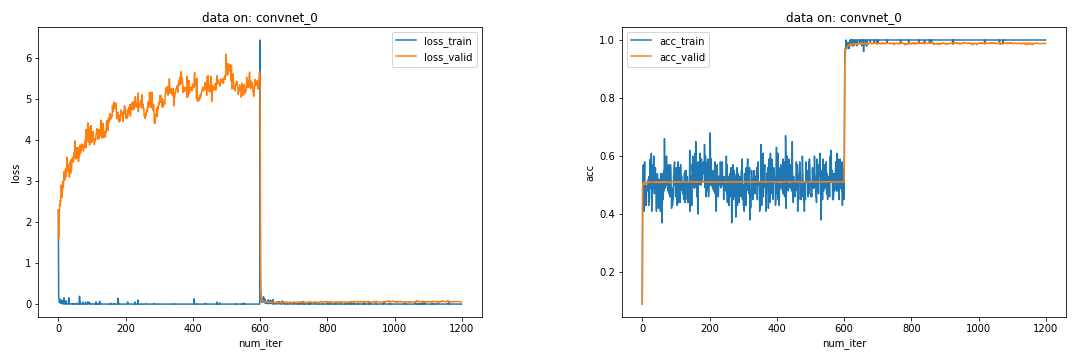 data on: convnet_0
loss_train
loss_valid
6
5
4
3
2
1
0
loss
0
200
400
600
800
1000
1200
num_iter
data on: convnet_0
acc_train
acc_valid
1.0
0.8
0.6
0.4
0.2
acc
0
200
400
600
800
1000
1200
num_iter